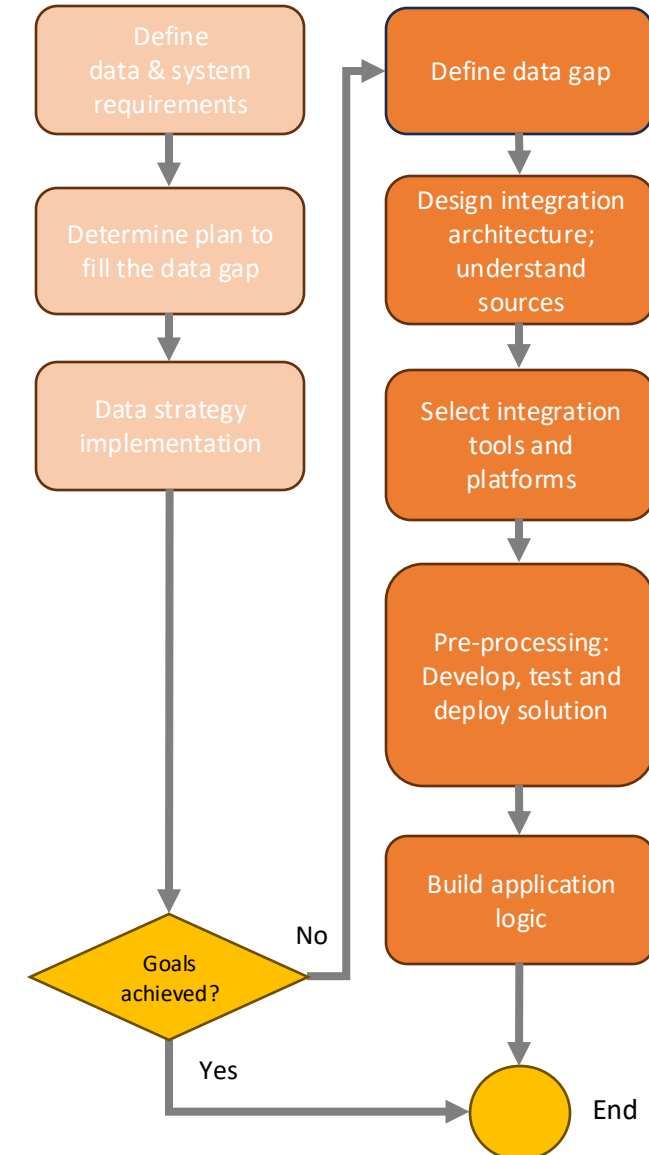 Define
data & system
requirements
Determine plan to
fill the data gap
Data strategy
implementation
Goals
achieved?
No
Yes
Define data gap
Design integration
architecture;
understand
sources
Select integration
tools and
platforms
Pre-processing:
Develop, test and
deploy solution
Build application
logic
End